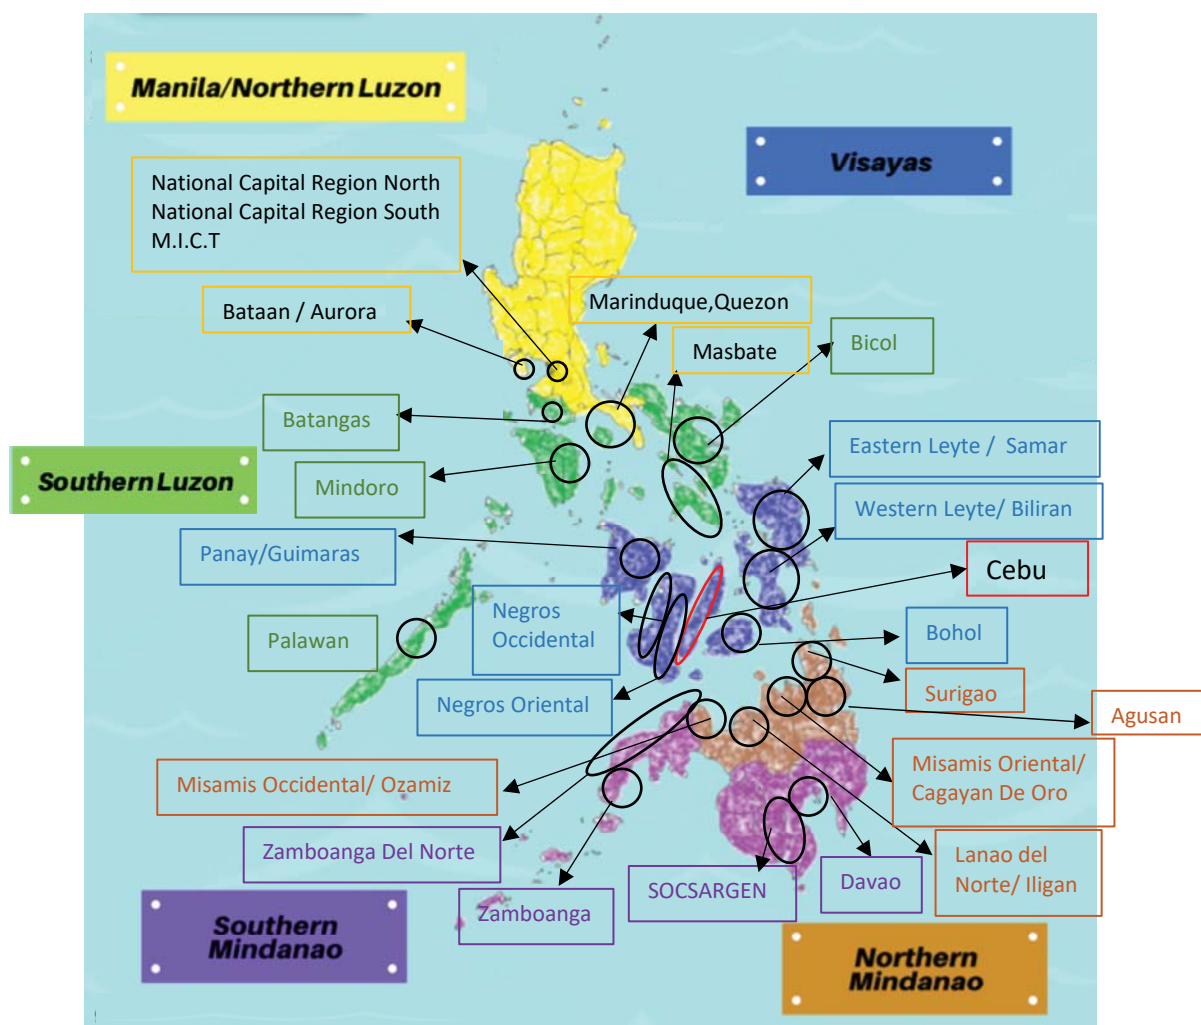 Manila/Northern Luzon
Visayas
National Capital Region North
National Capital Region South
M.I.C.T
Bataan / Aurora
Marinduque,Quezon
Masbate
Bicol
Batangas
Southern Luzon
Mindoro
Eastern Leyte / Samar
Western Leyte/ Biliran
Panay/Guimaras
Cebu
Negros
Occidental
Palawan
Bohol
Negros Oriental
Surigao
Agusan
Misamis Occidental/ Ozamiz
Misamis Oriental/
Cagayan De Oro
Zamboanga Del Norte
Lanao del
Norte/ Iligan
SOCSARGEN
Davao
Zamboanga
Southern
Mindanao
Northern
Mindanao